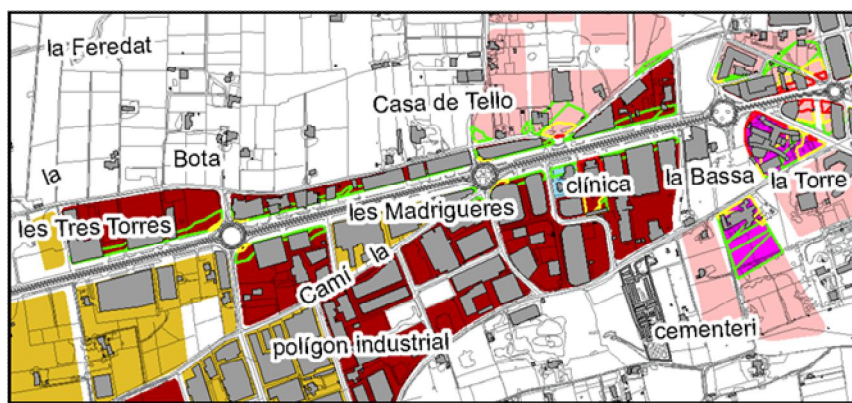 la Feredat
Casa de Tello
la
Bota
clínica
la Bassa
la Torre
les Tres Torres
les Madrigueres
Camí la
polígon industrial
cementeri